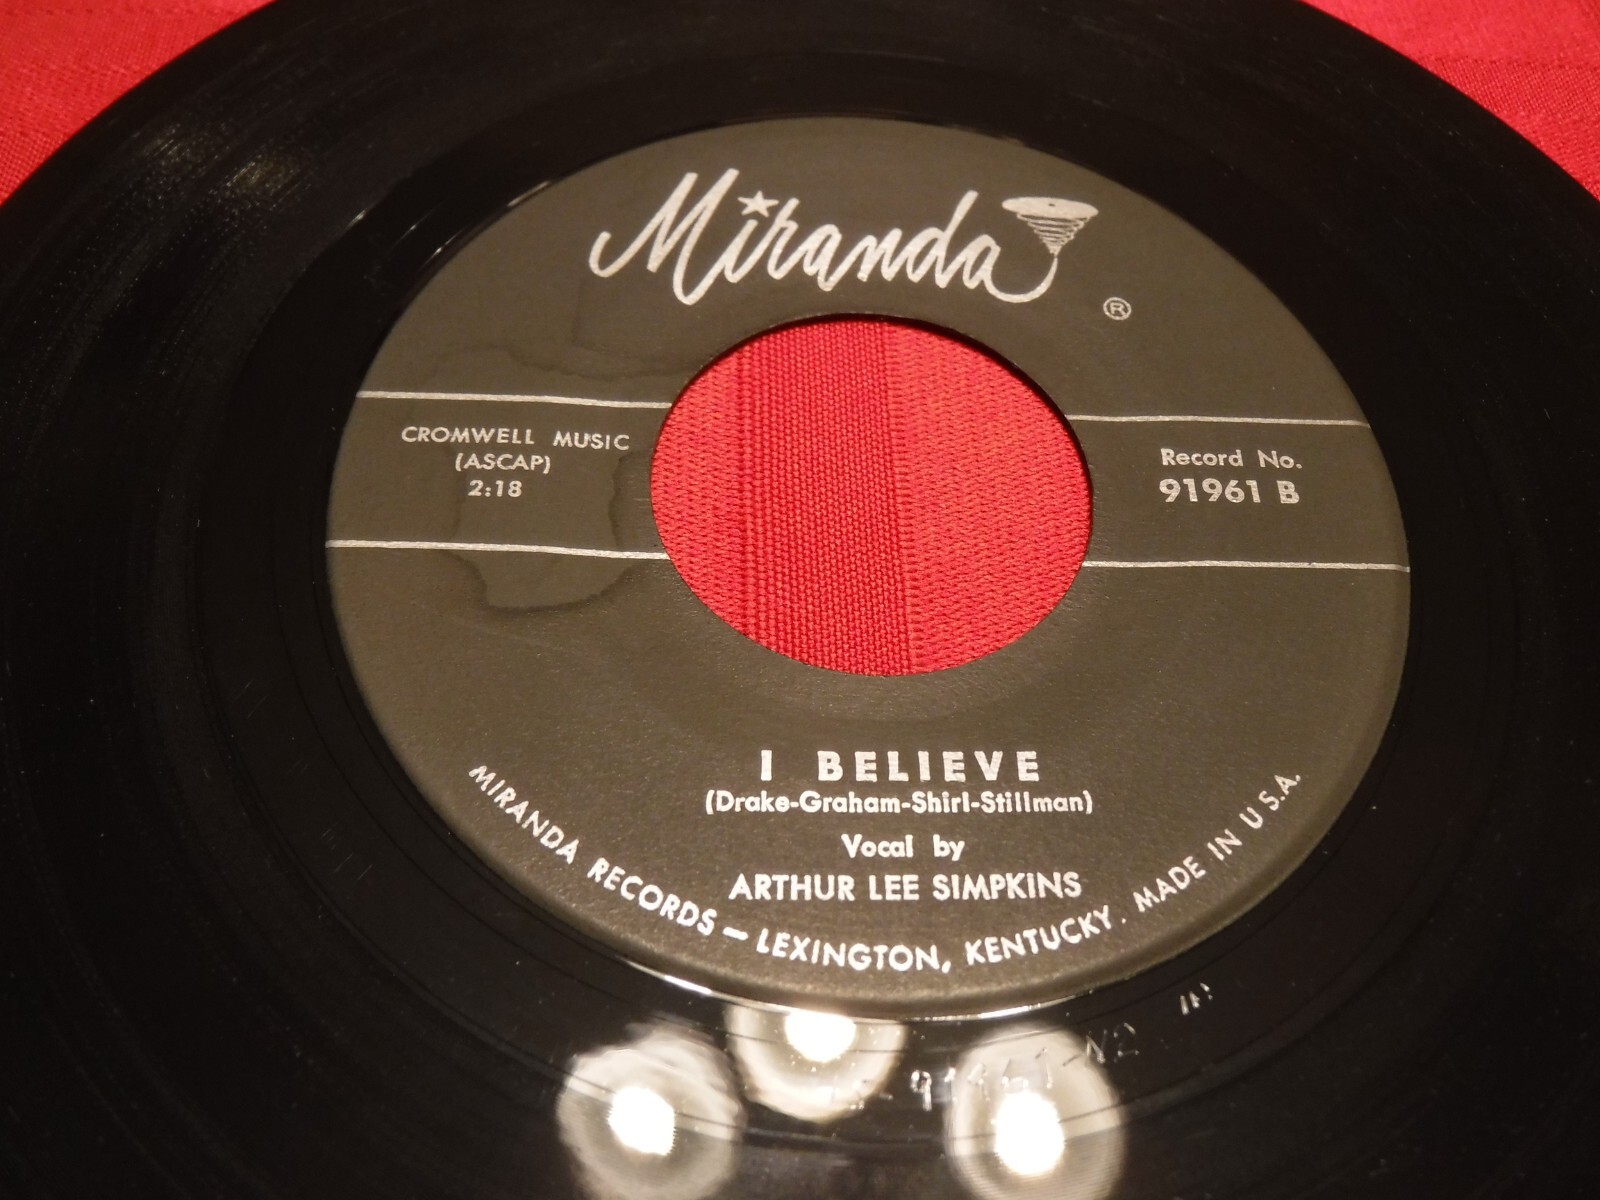 Miranda ®
CROMWELL MUSIC
(ASCAP)
2:18
Record No.
91961 B
I BELIEVE
(Drake-Graham-Shirl-Stillman)
Vocal by
ARTHUR LEE SIMPKINS
MIRANDA RECORDS — LEXINGTON, KENTUCKY. MADE IN U.S.A.